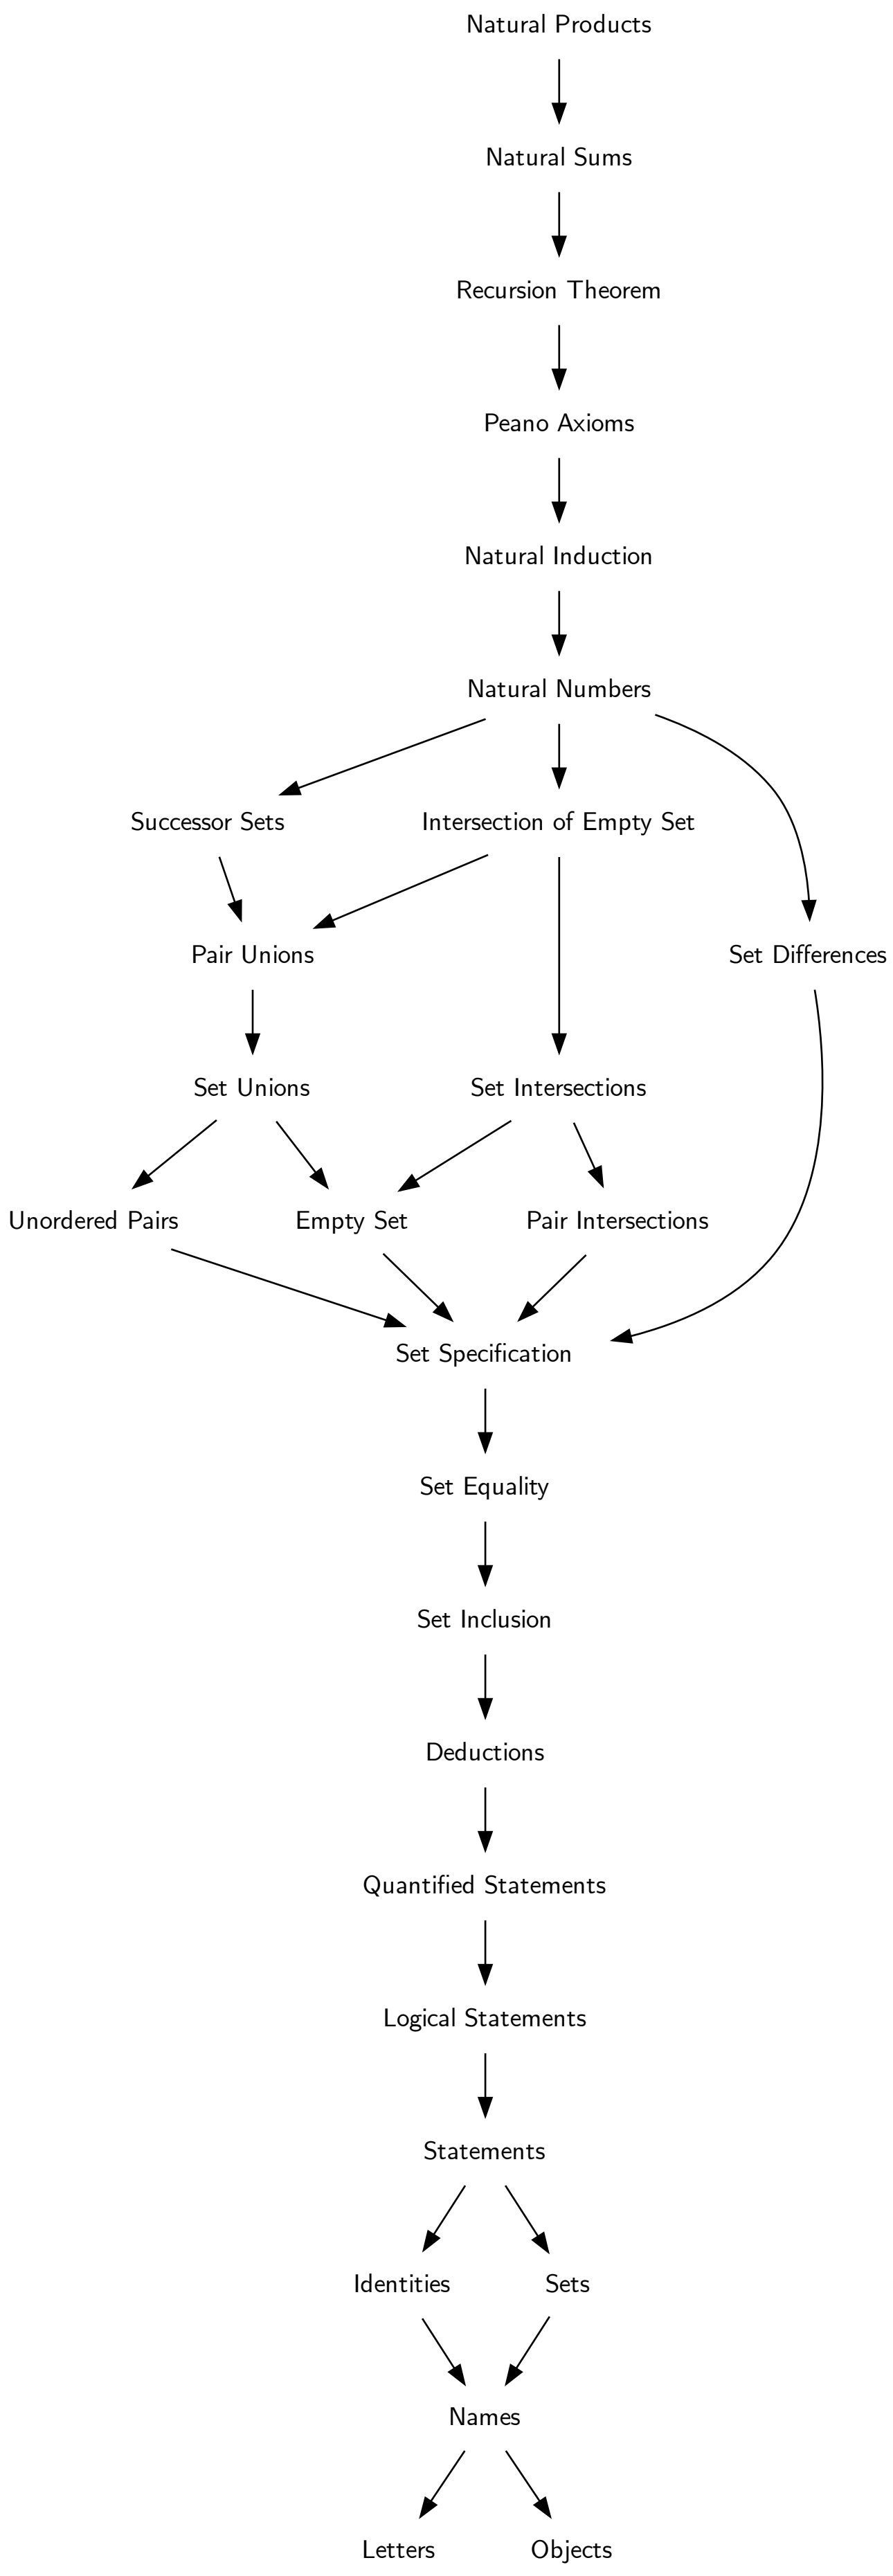 Natural Products
Natural Sums
Recursion Theorem
Peano Axioms
Natural Induction
Natural Numbers
Successor Sets
Intersection of Empty Set
Pair Unions
Set Differences
Set Unions
Set Intersections
Unordered Pairs
Empty Set
Pair Intersections
Set Specification
Set Equality
Set Inclusion
Deductions
Quantified Statements
Logical Statements
Statements
Identities
Sets
Names
Letters
Objects